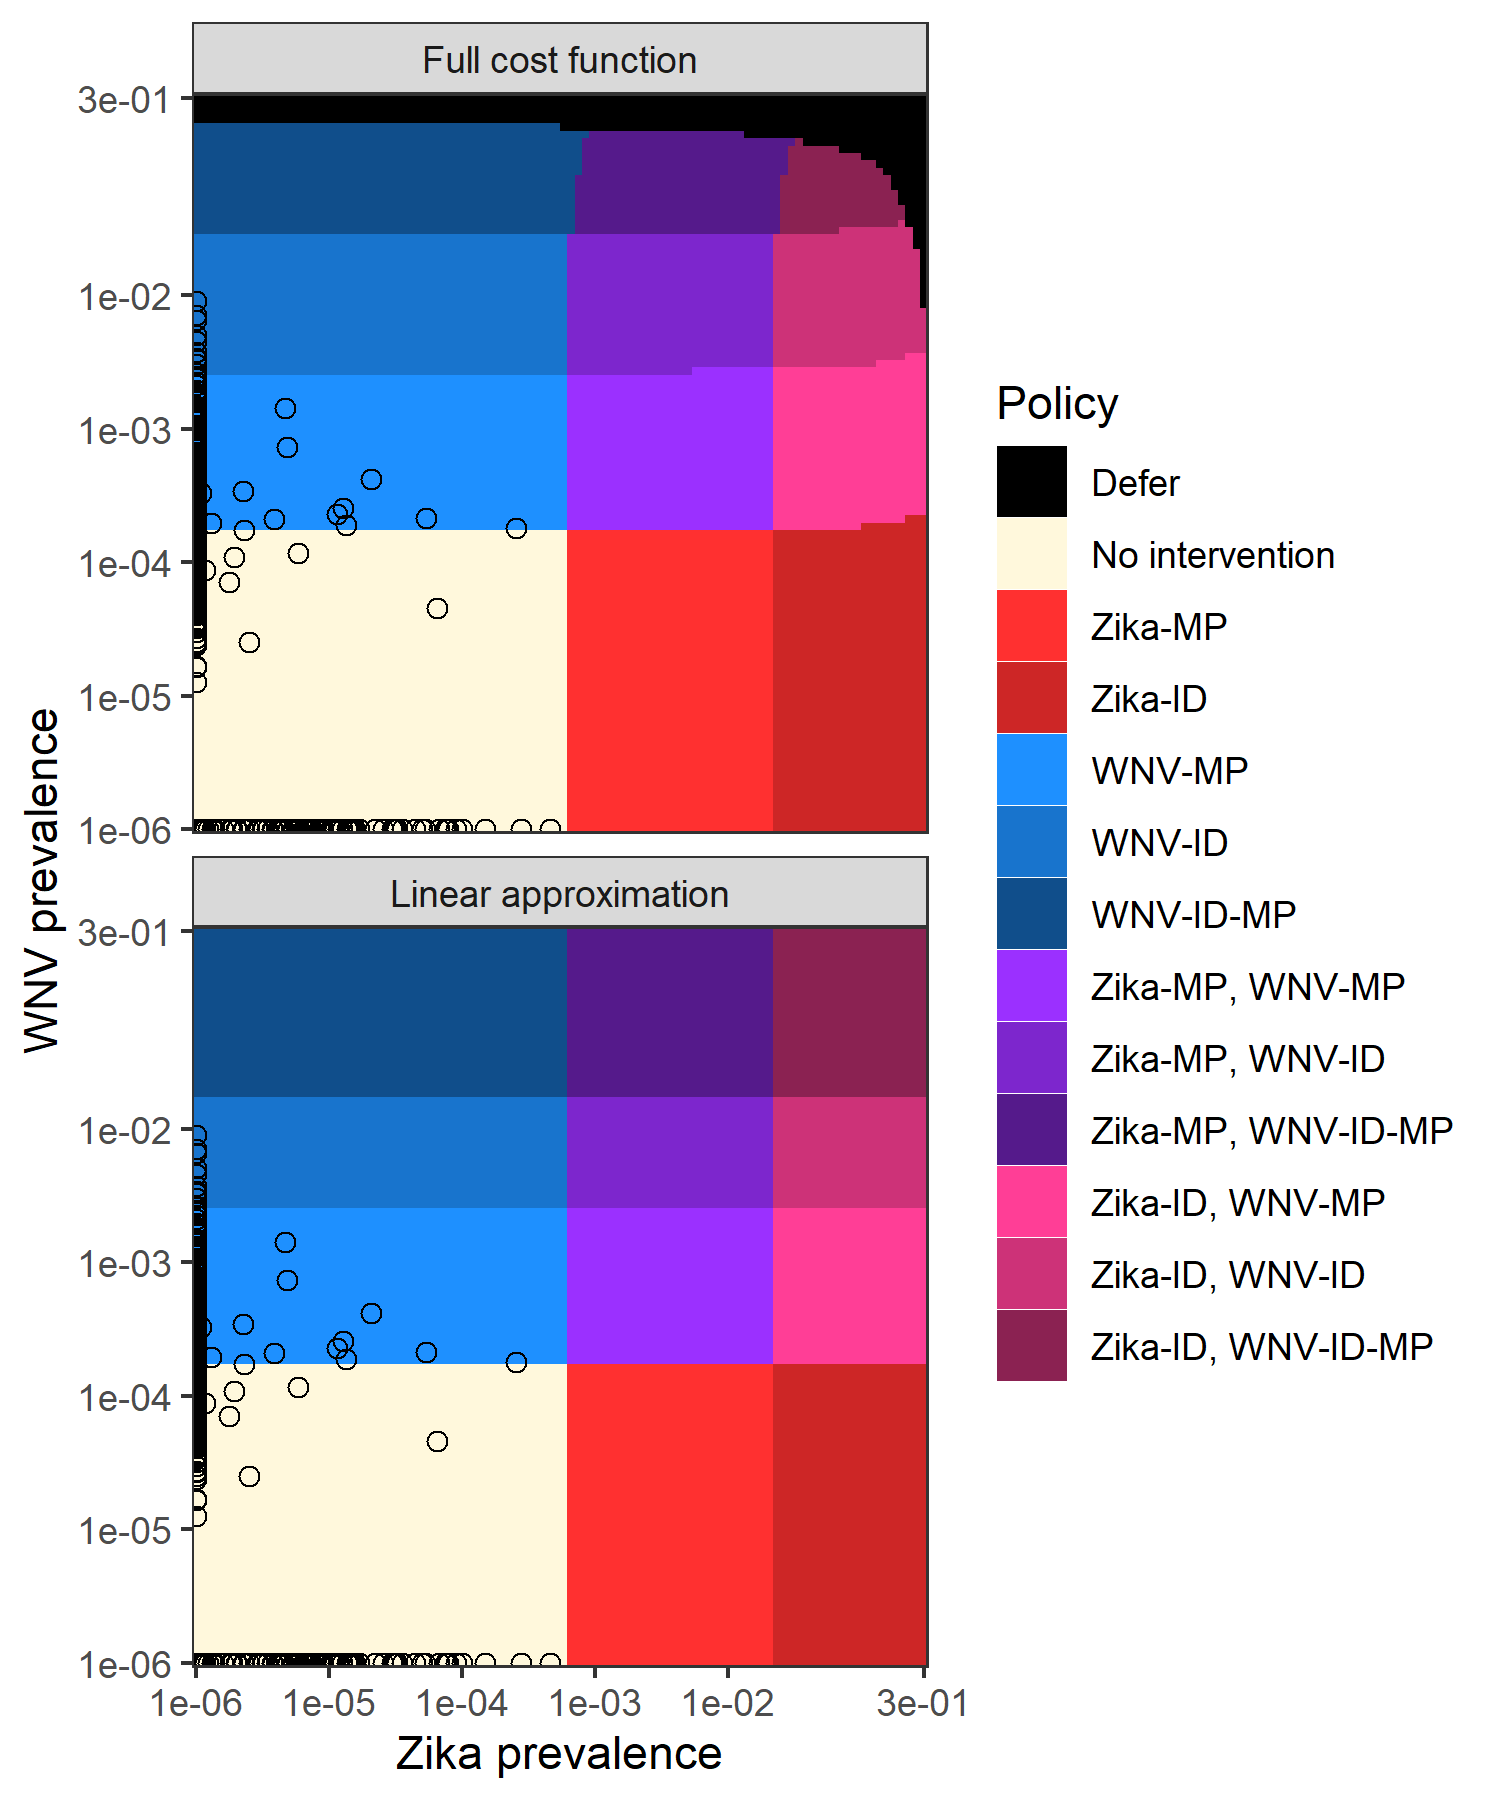 Full cost function
3e-01
1e-02
1e-03
1e-04
1e-05
1e-06
WNV prevalence
Linear approximation
3e-01
1e-02
1e-03
1e-04
1e-05
1e-06
1e-06 1e-05 1e-04 1e-03 1e-02 3e-01
Zika prevalence
Policy
Defer
No intervention
Zika-MP
Zika-ID
WNV-MP
WNV-ID
WNV-ID-MP
Zika-MP, WNV-MP
Zika-MP, WNV-ID
Zika-MP, WNV-ID-MP
Zika-ID, WNV-MP
Zika-ID, WNV-ID
Zika-ID, WNV-ID-MP